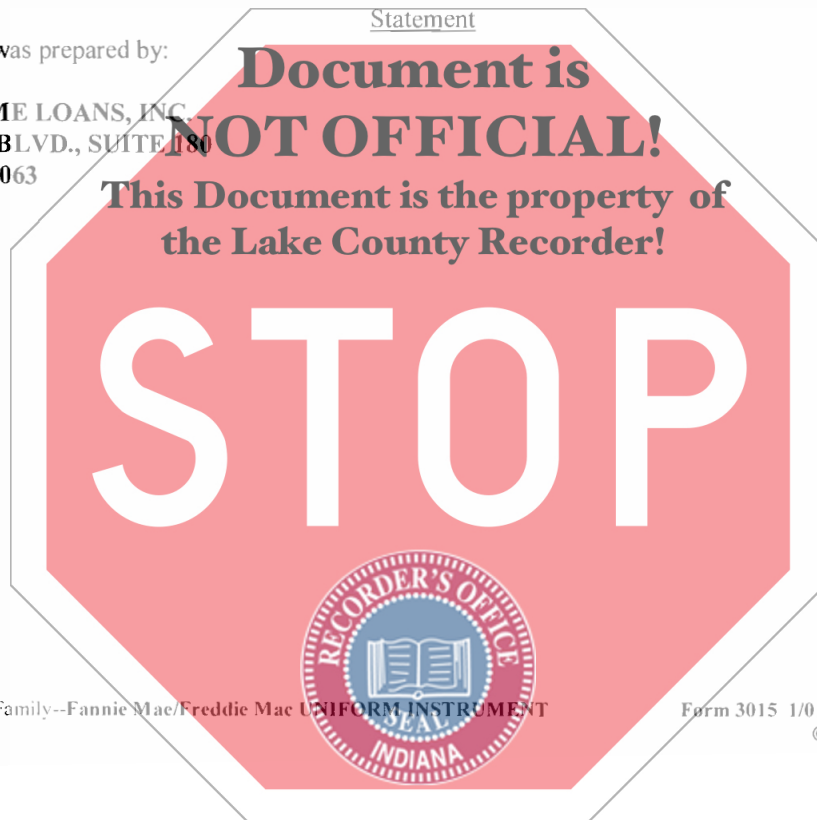 Statement
was prepared by:
Document is
ME LOANS, INC.
NOT OFFICIAL!
BLVD., SUITE 180
063
This Document is the property of
the Lake County Recorder!
STOP
RECORDER'S OFFICE
SEAL
INDIANA
Family--Fannie Mae/Freddie Mac UNIFORM INSTRUMENT
Form 3015 1/0
©